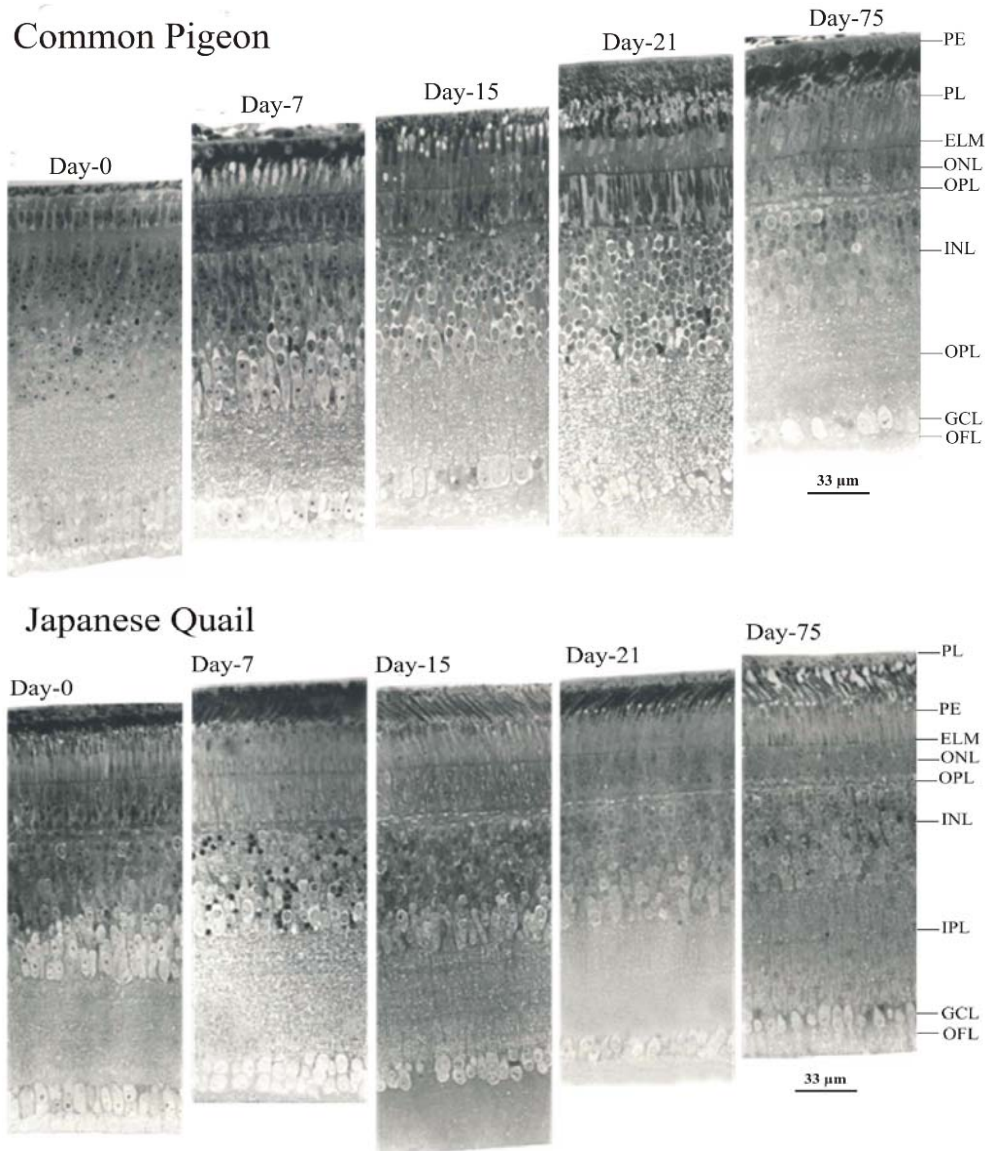 Common Pigeon
Day-0
Day-7
Day-15
Day-21
Day-75
PE
PL
ELM
ONL
OPL
INL
OPL
GCL
OFL
33 µm
Japanese Quail
Day-0
Day-7
Day-15
Day-21
Day-75
PL
PE
ELM
ONL
OPL
INL
IPL
GCL
OFL
33 µm